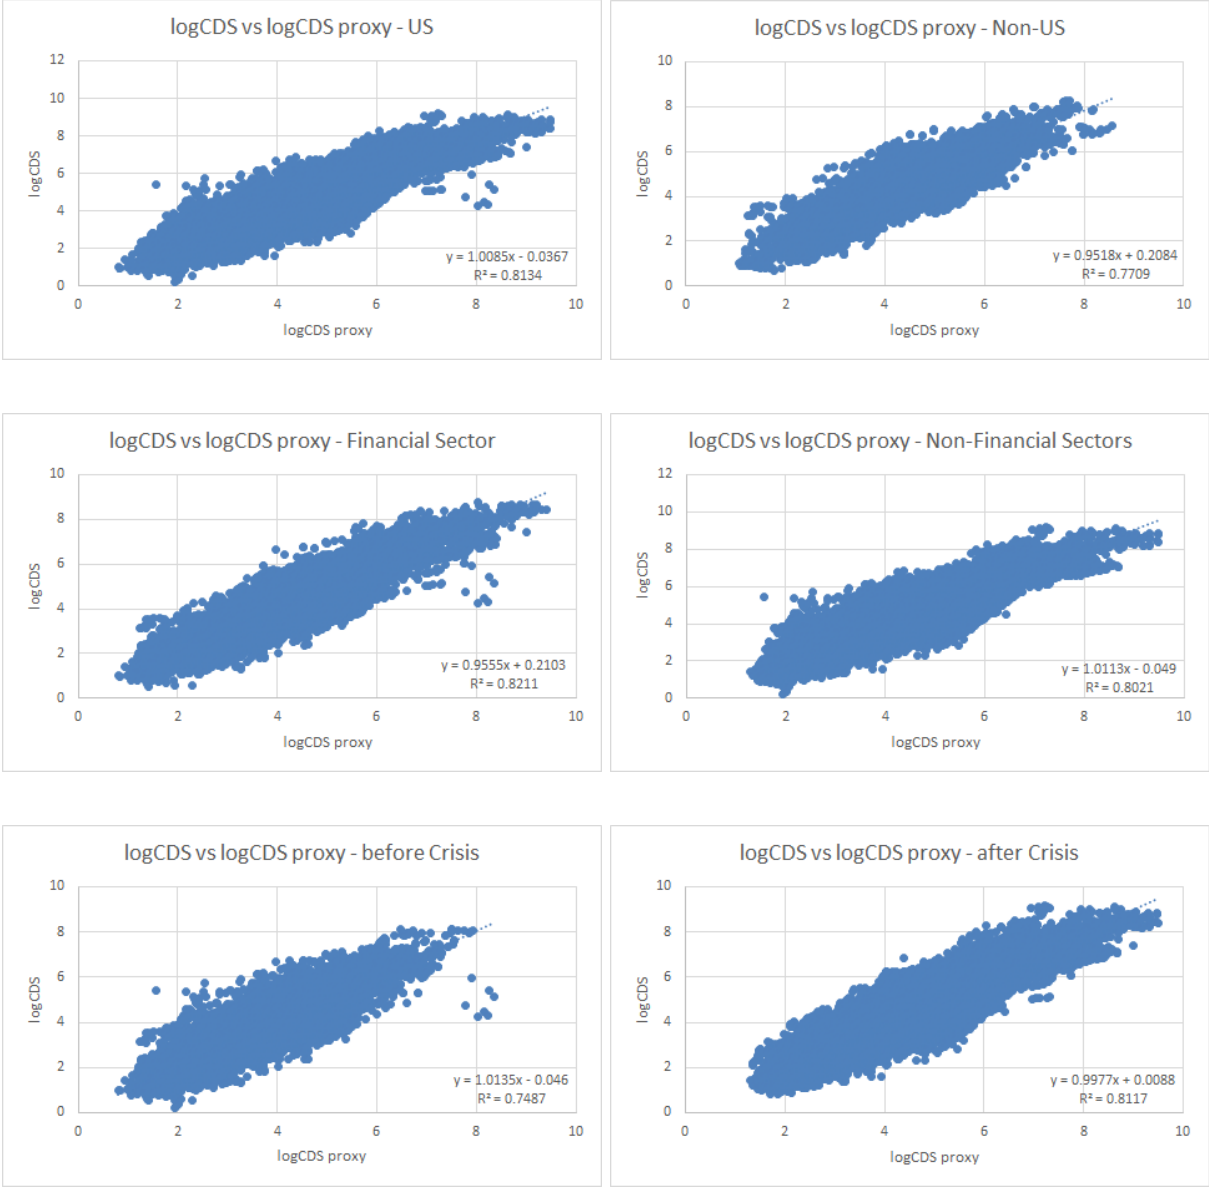 logCDS vs logCDS proxy - US
12
10
8
6
4
2
0
0 2 4 6 8 10
logCDS
logCDS proxy
y = 1.0085x - 0.0367
R² = 0.8134
logCDS vs logCDS proxy - Non-US
10
8
6
4
2
0
0 2 4 6 8 10
logCDS
logCDS proxy
y = 0.9518x + 0.2084
R² = 0.7709
logCDS vs logCDS proxy - Financial Sector
10
8
6
4
2
0
0 2 4 6 8 10
logCDS
logCDS proxy
y = 0.9555x + 0.2103
R² = 0.8211
logCDS vs logCDS proxy - Non-Financial Sectors
12
10
8
6
4
2
0
0 2 4 6 8 10
logCDS
logCDS proxy
y = 1.0113x - 0.049
R² = 0.8021
logCDS vs logCDS proxy - before Crisis
10
8
6
4
2
0
0 2 4 6 8 10
logCDS
logCDS proxy
y = 1.0135x - 0.046
R² = 0.7487
logCDS vs logCDS proxy - after Crisis
10
8
6
4
2
0
0 2 4 6 8 10
logCDS
logCDS proxy
y = 0.9977x + 0.0088
R² = 0.8117